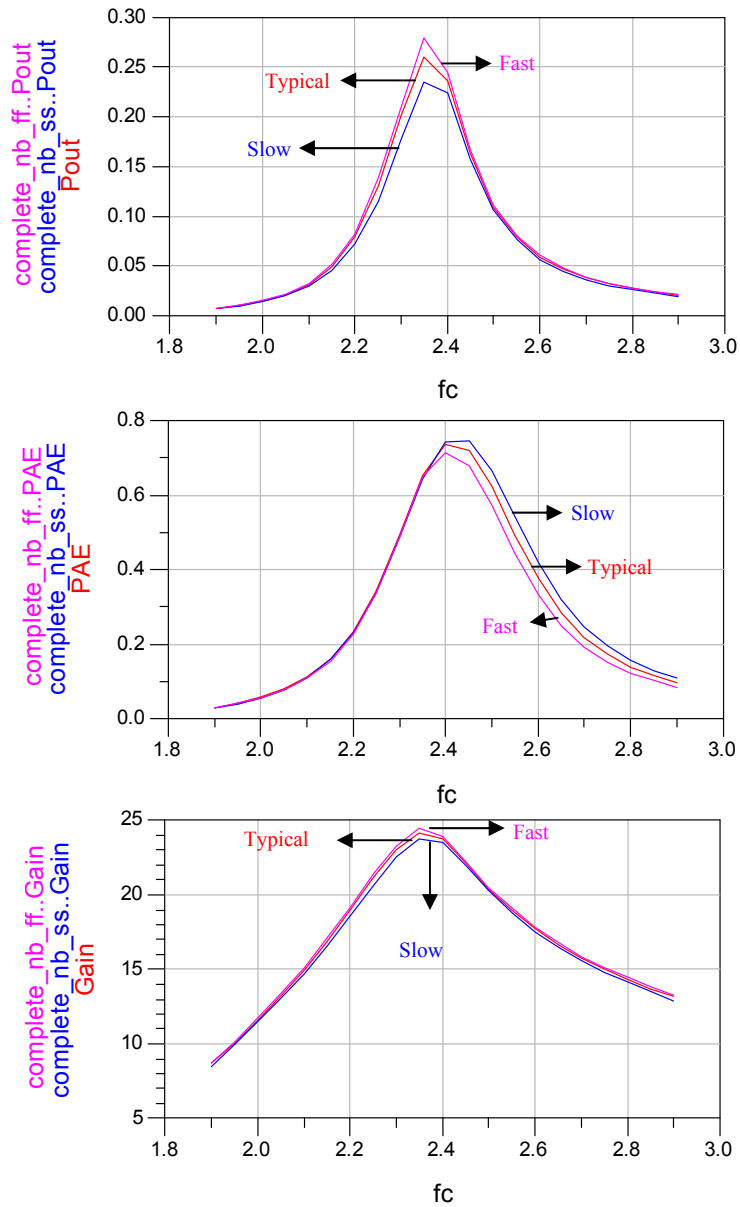 complete_nb_ff..Pout
complete_nb_ss..Pout
Pout
0.30
0.25
0.20
0.15
0.10
0.05
0.00
Typical
Fast
Slow
1.8
2.0
2.2
2.4
2.6
2.8
3.0
fc
complete_nb_ff..PAE
complete_nb_ss..PAE
PAE
0.8
0.6
0.4
0.2
0.0
Slow
Typical
Fast
1.8
2.0
2.2
2.4
2.6
2.8
3.0
fc
complete_nb_ff..Gain
complete_nb_ss..Gain
Gain
25
20
15
10
5
Typical
Fast
Slow
1.8
2.0
2.2
2.4
2.6
2.8
3.0
fc